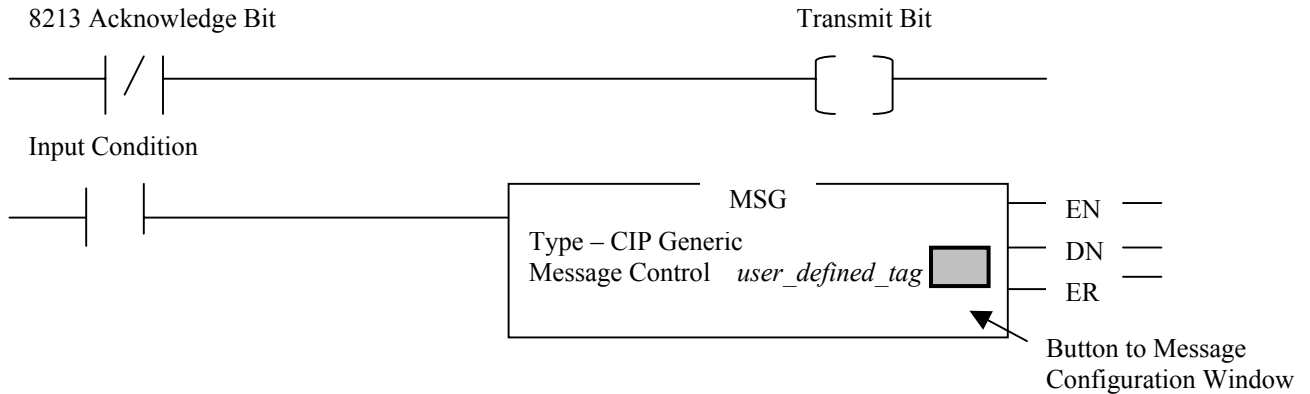 8213 Acknowledge Bit
Transmit Bit
Input Condition
MSG
Type – CIP Generic
Message Control user_defined_tag
EN
DN
ER
Button to Message
Configuration Window